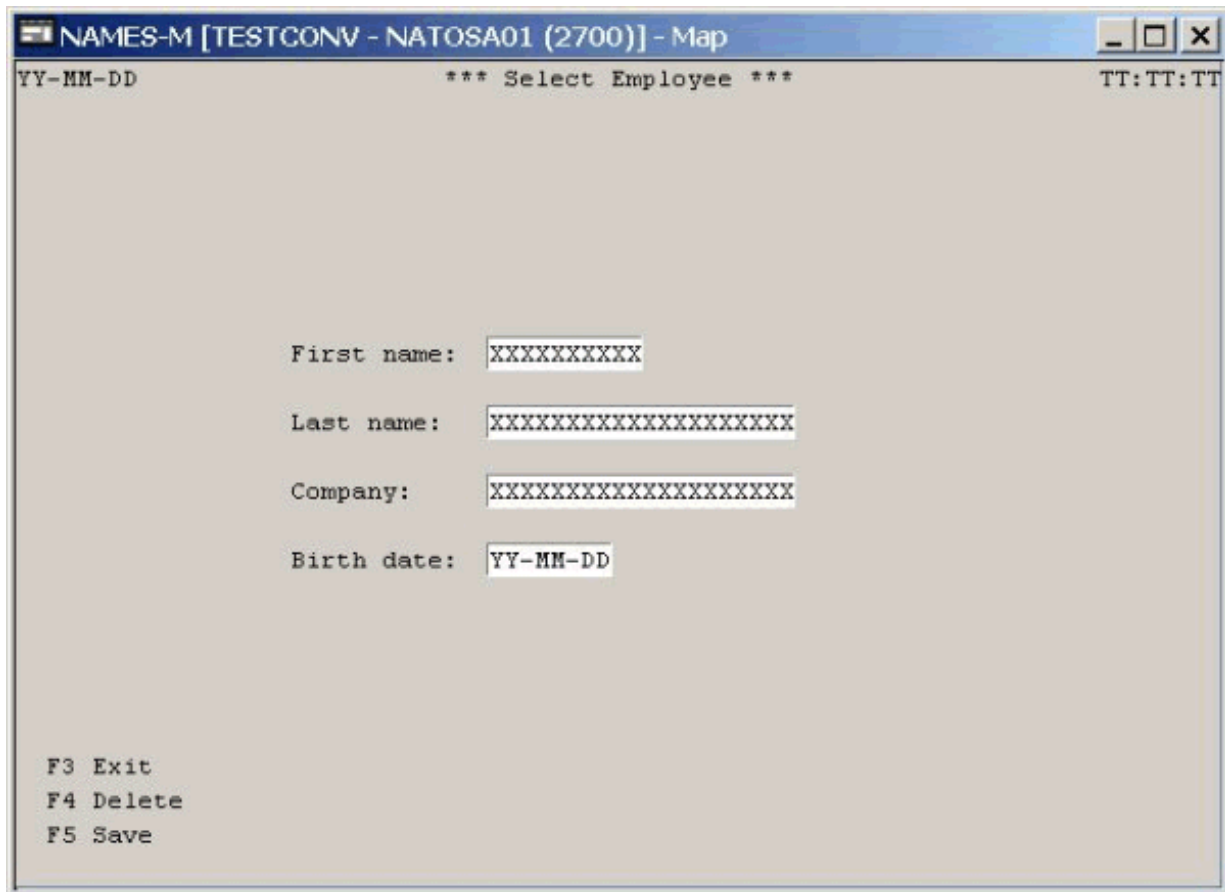 NAMES-M [TESTCONV - NATOSA01 (2700)] - Map
YY-MM-DD *** Select Employee *** TT:TT:TT
First name: XXXXXXXXXX
Last name: XXXXXXXXXXXXXXXXXXXX
Company: XXXXXXXXXXXXXXXXXXXX
Birth date: YY-MM-DD
F3 Exit
F4 Delete
F5 Save